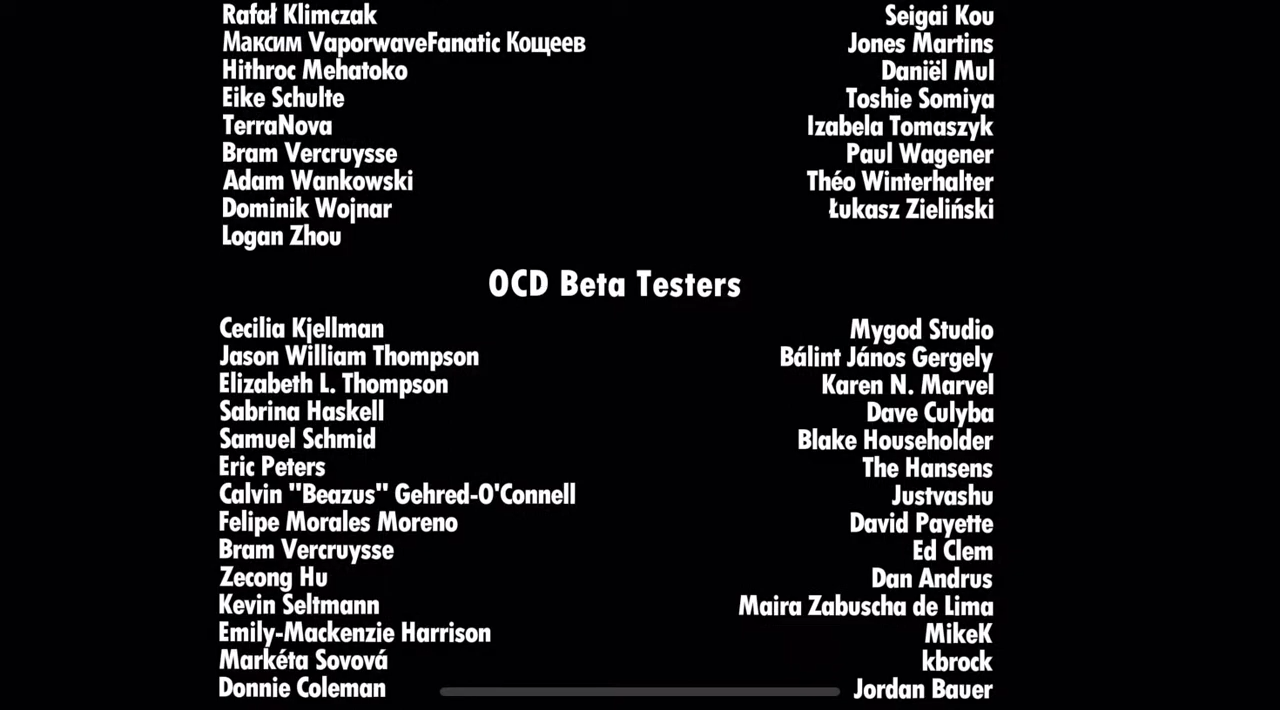 Rafał Klimczak
Seigai Kou
Максим VaporwaveFanatic Кощеев
Jones Martins
Hithroc Mehatoko
Daniël Mul
Eike Schulte
Toshie Somiya
TerraNova
Izabela Tomaszyk
Bram Vercruysse
Paul Wagener
Adam Wankowski
Théo Winterhalter
Dominik Wojnar
Łukasz Zieliński
Logan Zhou
OCD Beta Testers
Cecilia Kjellman
Mygod Studio
Jason William Thompson
Bálint János Gergely
Elizabeth L. Thompson
Karen N. Marvel
Sabrina Haskell
Dave Culyba
Samuel Schmid
Blake Householder
Eric Peters
The Hansens
Calvin "Beazus" Gehred-O'Connell
Justvashu
Felipe Morales Moreno
David Payette
Bram Vercruysse
Ed Clem
Zecong Hu
Dan Andrus
Kevin Seltmann
Maira Zabuscha de Lima
Emily-Mackenzie Harrison
MikeK
Markéta Sovová
kbrock
Donnie Coleman
Jordan Bauer